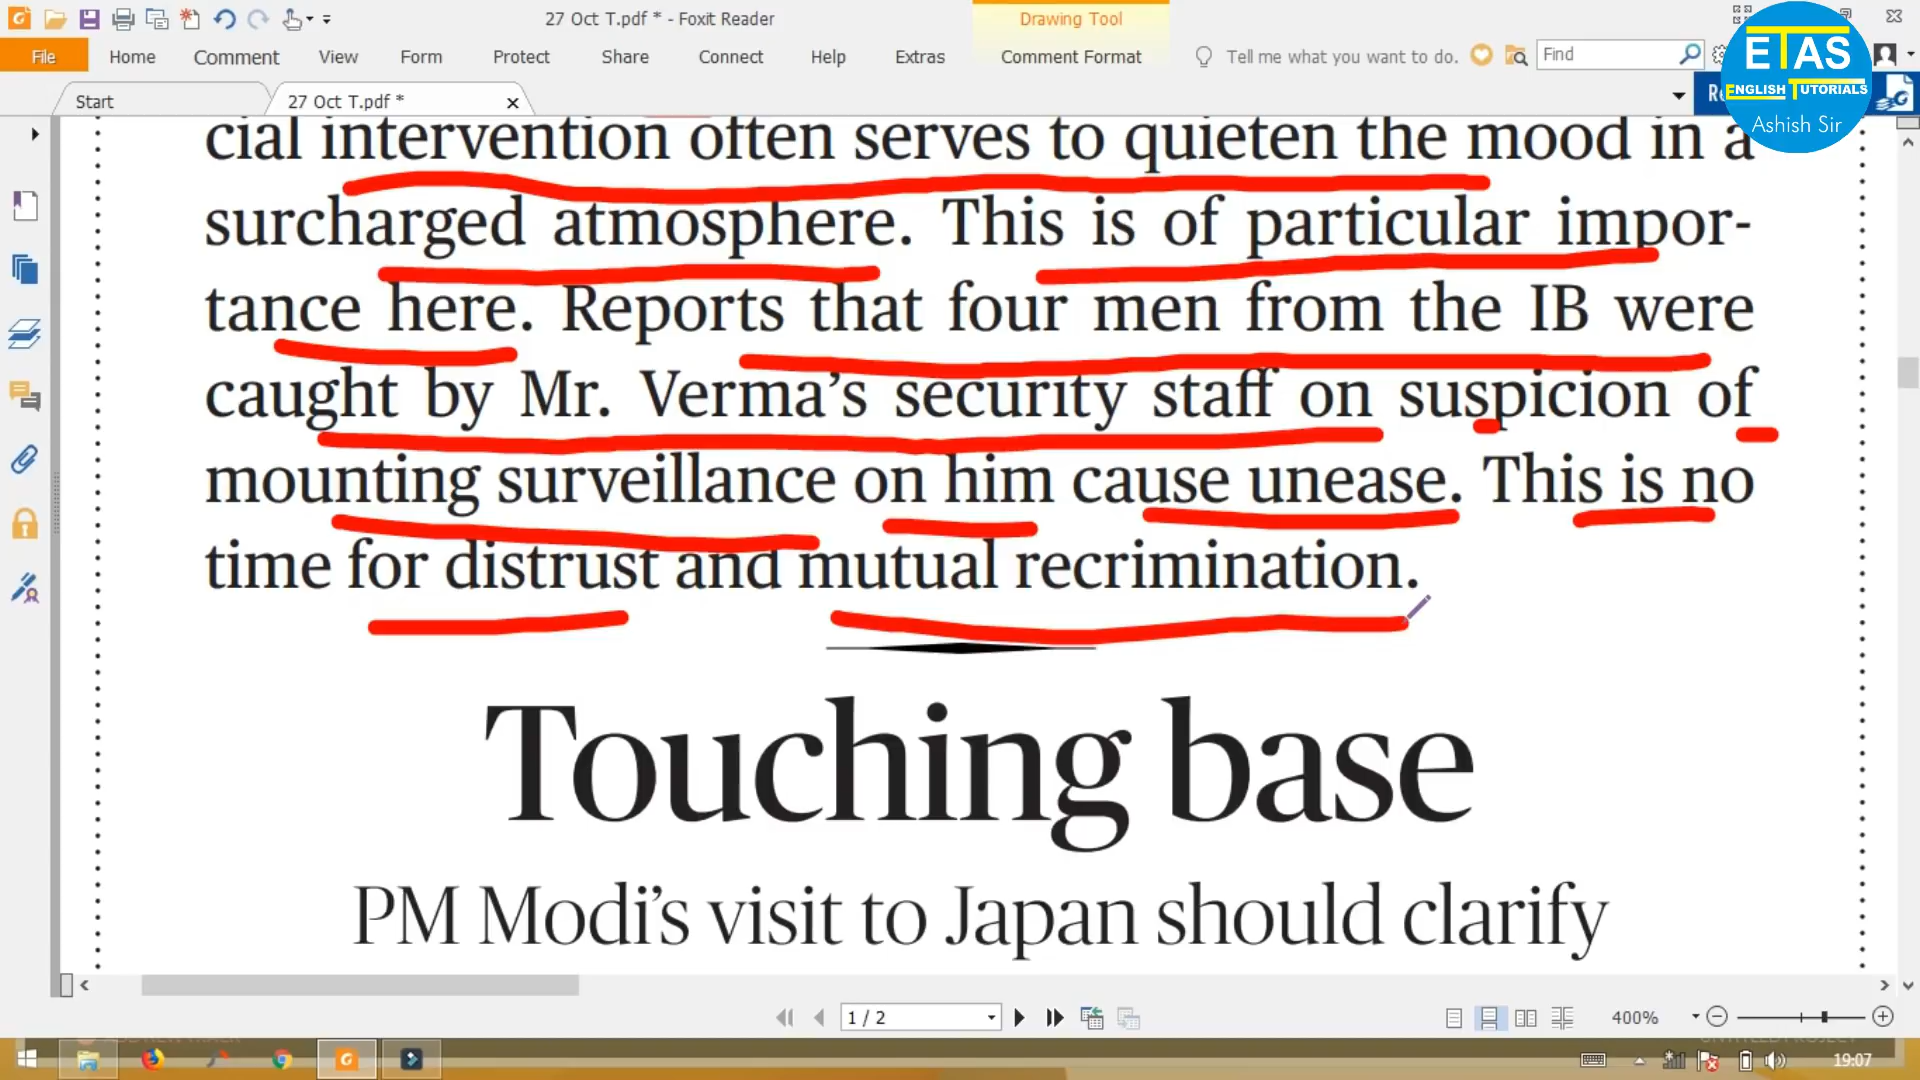 27 Oct T.pdf * - Foxit Reader
Drawing Tool
File
Home
Comment
View
Form
Protect
Share
Connect
Help
Extras
Comment Format
Tell me what you want to do.
Find
ETAS
ENGLISH TUTORIALS
Ashish Sir
Start
27 Oct T.pdf *
cial intervention often serves to quieten the mood in a
surcharged atmosphere. This is of particular impor-
tance here. Reports that four men from the IB were
caught by Mr. Verma's security staff on suspicion of
mounting surveillance on him cause unease. This is no
time for distrust and mutual recrimination.
Touching base
PM Modi's visit to Japan should clarify
1 / 2
400%
19:07